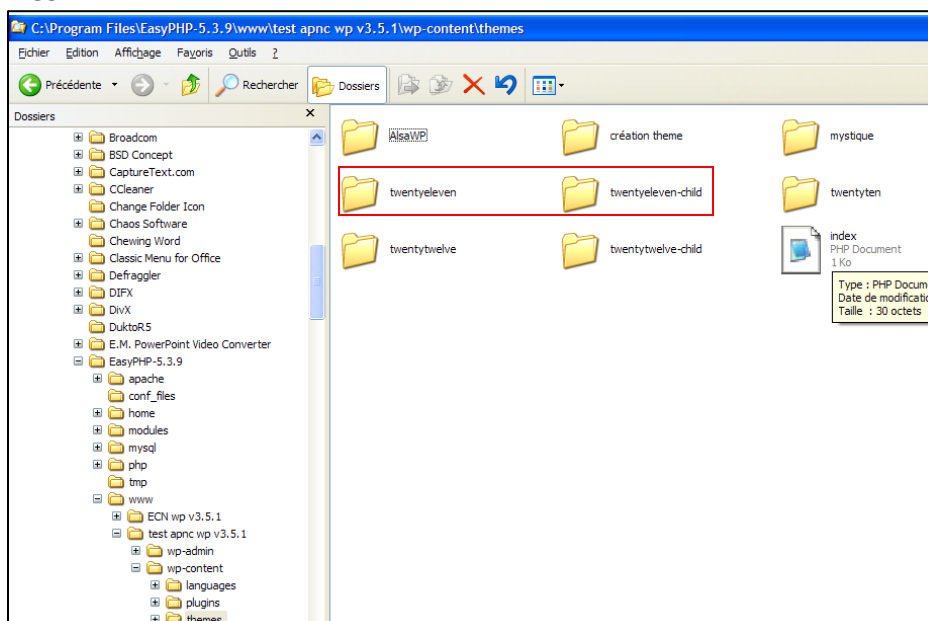 C:\Program Files\EasyPHP-5.3.9\www\test apnc wp v3.5.1\wp-content\themes
Fichier Edition Affichage Favoris Outils ?
Précédente Rechercher Dossiers
Dossiers
Broadcom
BSD Concept
CaptureText.com
CCleaner
Change Folder Icon
Chaos Software
Chewing Word
Classic Menu for Office
Defraggler
DIFX
DivX
DuktoR5
E.M. PowerPoint Video Converter
EasyPHP-5.3.9
apache
conf_files
home
modules
mysql
php
tmp
www
ECN wp v3.5.1
test apnc wp v3.5.1
wp-admin
wp-content
languages
plugins
themes
AlsaWP création theme mystique
twentyeleven twentyeleven-child twentyten
twentytwelve twentytwelve-child index
PHP Document
1 Ko
Type : PHP Docum
Date de modificatio
Taille : 30 octets